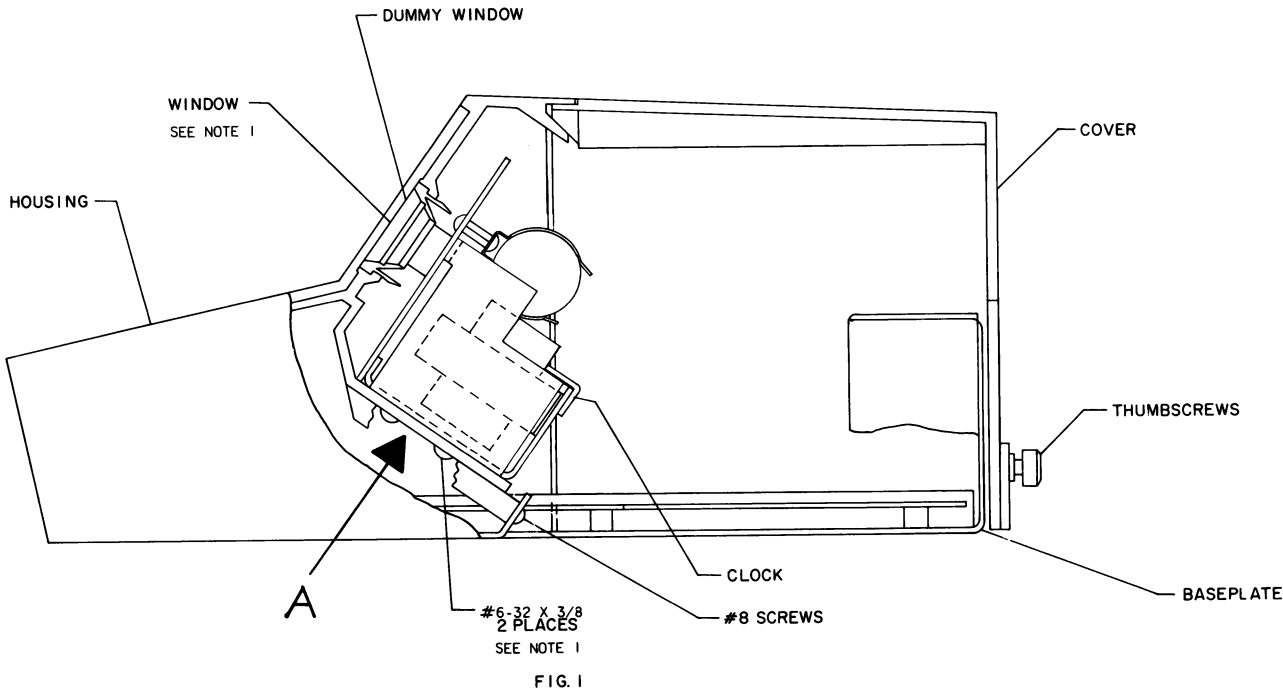 DUMMY WINDOW
WINDOW
SEE NOTE 1
COVER
HOUSING
THUMBSCREWS
A
CLOCK
BASEPLATE
#6-32 X 3/8
2 PLACES
SEE NOTE 1
#8 SCREWS
FIG. 1